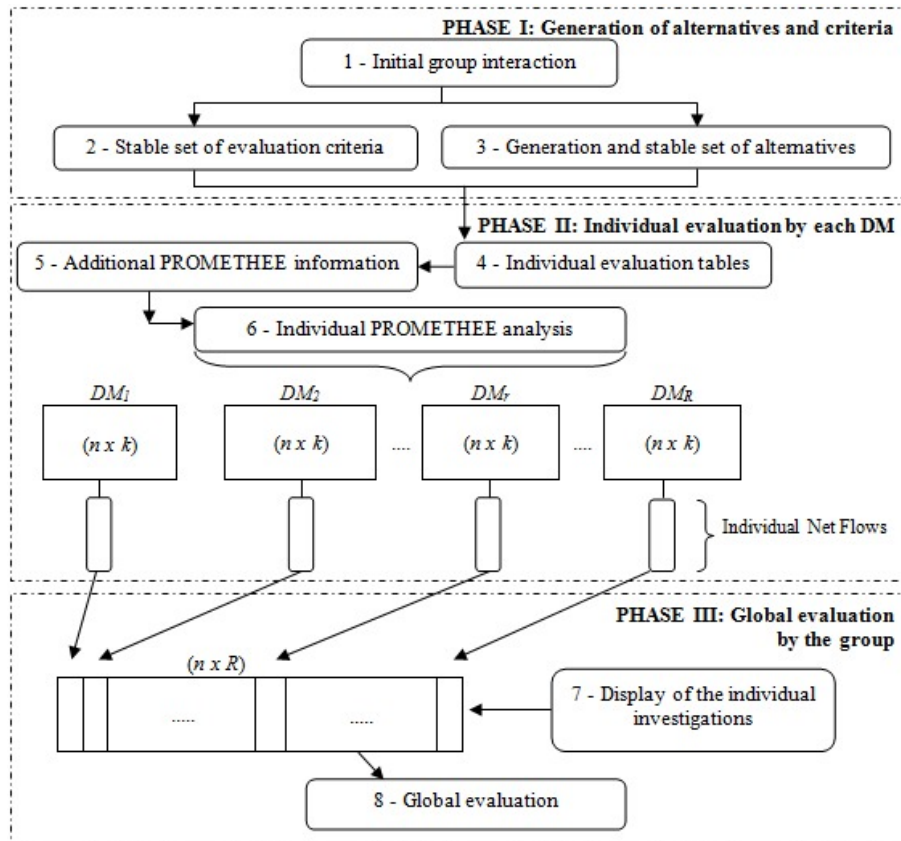 PHASE I: Generation of alternatives and criteria
1 - Initial group interaction
2 - Stable set of evaluation criteria
3 - Generation and stable set of alternatives
PHASE II: Individual evaluation by each DM
5 - Additional PROMETHEE information
4 - Individual evaluation tables
6 - Individual PROMETHEE analysis
DM1
DM2
DMr
DMR
(n x k)
(n x k)
....
(n x k)
....
(n x k)
Individual Net Flows
PHASE III: Global evaluation
by the group
(n x R)
.....
.....
7 - Display of the individual
investigations
8 - Global evaluation